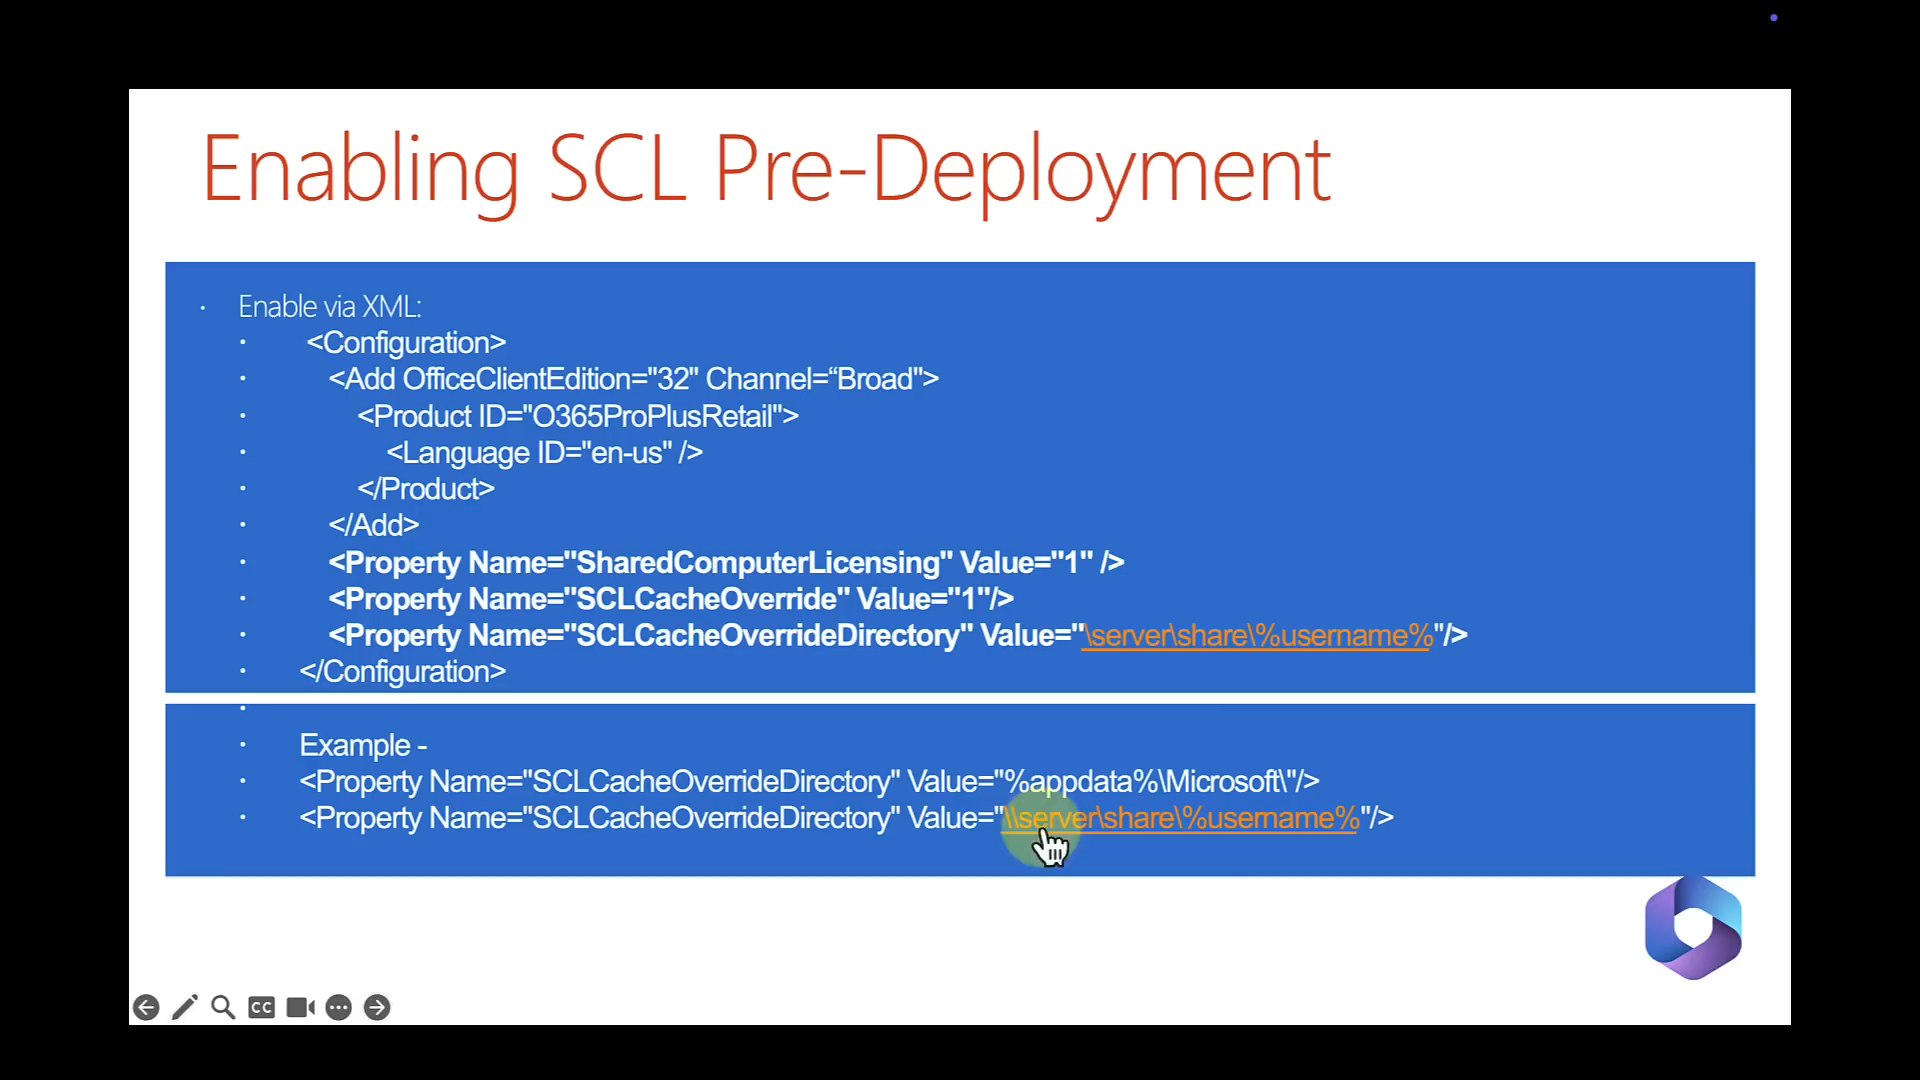 Enabling SCL Pre-Deployment
• Enable via XML:
• <Configuration>
• <Add OfficeClientEdition="32" Channel=“Broad">
• <Product ID="O365ProPlusRetail">
• <Language ID="en-us" />
• </Product>
• </Add>
• <Property Name="SharedComputerLicensing" Value="1" />
• <Property Name="SCLCacheOverride" Value="1"/>
• <Property Name="SCLCacheOverrideDirectory" Value="\server\share\%username%"/>
• </Configuration>
•
• Example -
• <Property Name="SCLCacheOverrideDirectory" Value="%appdata%\Microsoft\"/>
• <Property Name="SCLCacheOverrideDirectory" Value="\\server\share\%username%"/>
CC